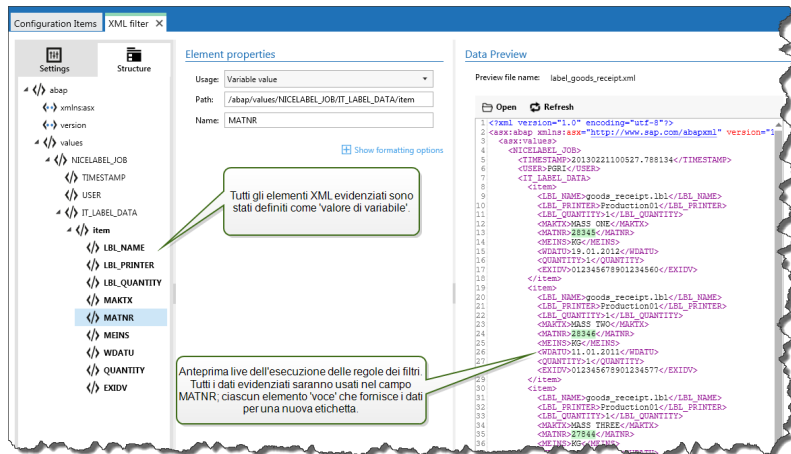 Configuration Items
XML filter ×
Settings
Structure
abap
xmlns:asx
version
values
NICELABEL_JOB
TIMESTAMP
USER
IT_LABEL_DATA
item
LBL_NAME
LBL_PRINTER
LBL_QUANTITY
MAKTX
MATNR
MEINS
WDATU
QUANTITY
EXIDV
Element properties
Usage: Variable value
Path: /abap/values/NICELABEL_JOB/IT_LABEL_DATA/item
Name: MATNR
Show formatting options
Tutti gli elementi XML evidenziati sono
stati definiti come 'valore di variabile'.
Anteprima live dell'esecuzione delle regole dei filtri.
Tutti i dati evidenziati saranno usati nel campo
MATNR; ciascun elemento 'voce' che fornisce i dati
per una nuova etichetta.
Data Preview
Preview file name: label_goods_receipt.xml
Open Refresh
1 <?xml version="1.0" encoding="utf-8"?>
2 <asx:abap xmlns:asx="http://www.sap.com/abapxml" version="1
3 <asx:values>
4 <NICELABEL_JOB>
5 <TIMESTAMP>20130221100527.788134</TIMESTAMP>
6 <USER>PGRI</USER>
7 <IT_LABEL_DATA>
8 <item>
9 <LBL_NAME>goods_receipt.lbl</LBL_NAME>
10 <LBL_PRINTER>Production01</LBL_PRINTER>
11 <LBL_QUANTITY>1</LBL_QUANTITY>
12 <MAKTX>MASS ONE</MAKTX>
13 <MATNR>28345</MATNR>
14 <MEINS>KG</MEINS>
15 <WDATU>19.01.2012</WDATU>
16 <QUANTITY>1</QUANTITY>
17 <EXIDV>012345678901234560</EXIDV>
18 </item>
19 <item>
20 <LBL_NAME>goods_receipt.lbl</LBL_NAME>
21 <LBL_PRINTER>Production01</LBL_PRINTER>
22 <LBL_QUANTITY>1</LBL_QUANTITY>
23 <MAKTX>MASS TWO</MAKTX>
24 <MATNR>28346</MATNR>
25 <MEINS>KG</MEINS>
26 <WDATU>11.01.2011</WDATU>
27 <QUANTITY>1</QUANTITY>
28 <EXIDV>012345678901234577</EXIDV>
29 </item>
30 <item>
31 <LBL_NAME>goods_receipt.lbl</LBL_NAME>
32 <LBL_PRINTER>Production01</LBL_PRINTER>
33 <LBL_QUANTITY>1</LBL_QUANTITY>
34 <MAKTX>MASS THREE</MAKTX>
35 <MATNR>27844</MATNR>
36 <MEINS>KG</MEINS>